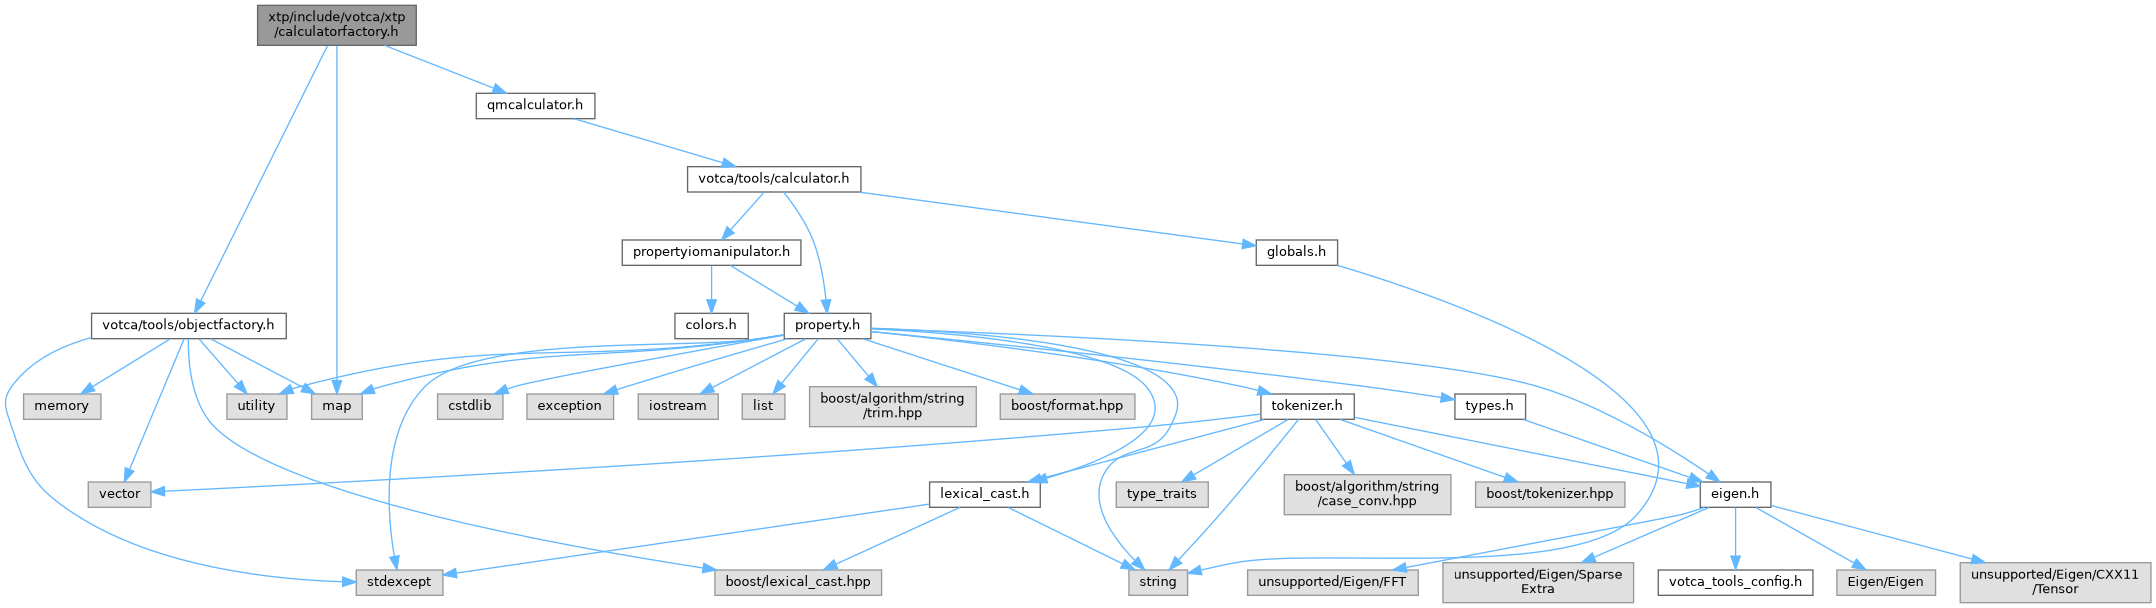 xtp/include/votca/xtp
/calculatorfactory.h
qmcalculator.h
votca/tools/calculator.h
propertyiomanipulator.h
globals.h
votca/tools/objectfactory.h
colors.h
property.h
memory
utility
map
cstdlib
exception
iostream
list
boost/algorithm/string
/trim.hpp
boost/format.hpp
tokenizer.h
types.h
vector
lexical_cast.h
type_traits
boost/algorithm/string
/case_conv.hpp
boost/tokenizer.hpp
eigen.h
stdexcept
boost/lexical_cast.hpp
string
unsupported/Eigen/FFT
unsupported/Eigen/Sparse
Extra
votca_tools_config.h
Eigen/Eigen
unsupported/Eigen/CXX11
/Tensor